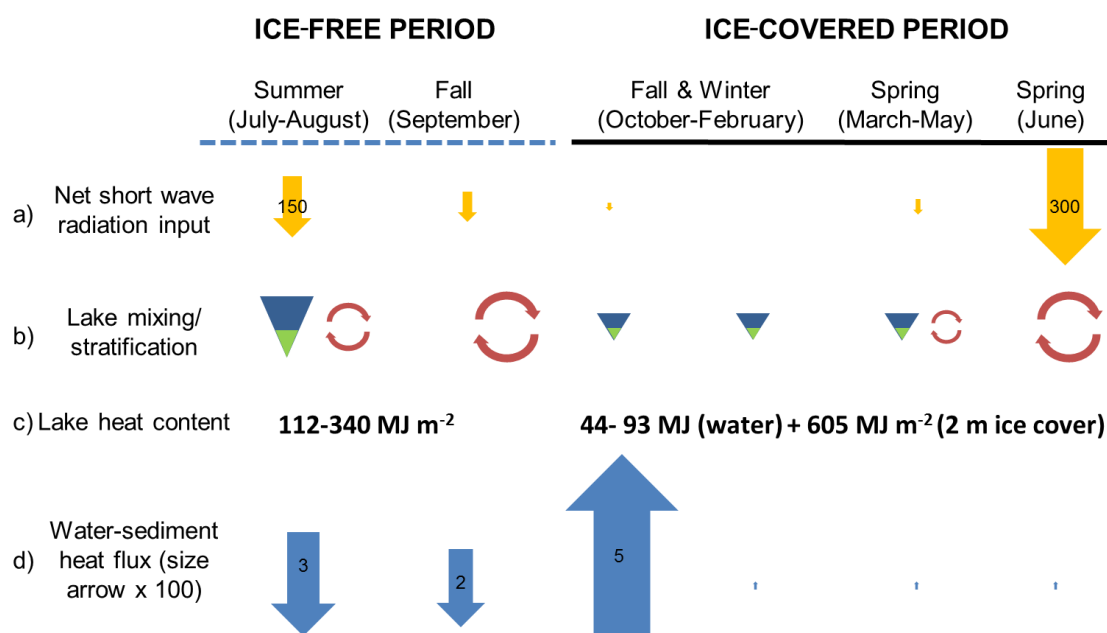 ICE-FREE PERIOD
ICE-COVERED PERIOD
Summer
(July-August)
Fall
(September)
Fall & Winter
(October-February)
Spring
(March-May)
Spring
(June)
a) Net short wave
radiation input
150
300
b) Lake mixing/
stratification
c) Lake heat content
112-340 MJ m⁻²
44- 93 MJ (water) + 605 MJ m⁻² (2 m ice cover)
d) Water-sediment
heat flux (size
arrow x 100)
3
2
5